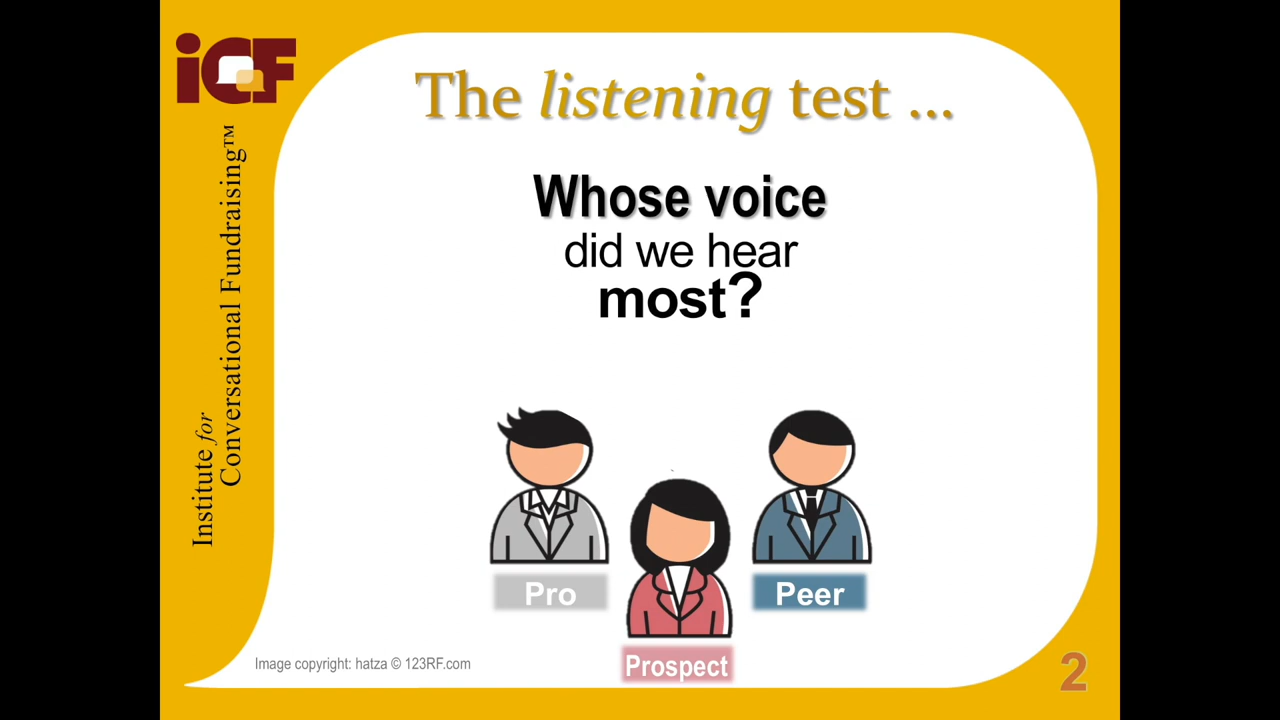 iCF
Institute for
Conversational Fundraising™
The listening test ...
Whose voice
did we hear
most?
Pro
Peer
Prospect
Image copyright: hatza © 123RF.com
2